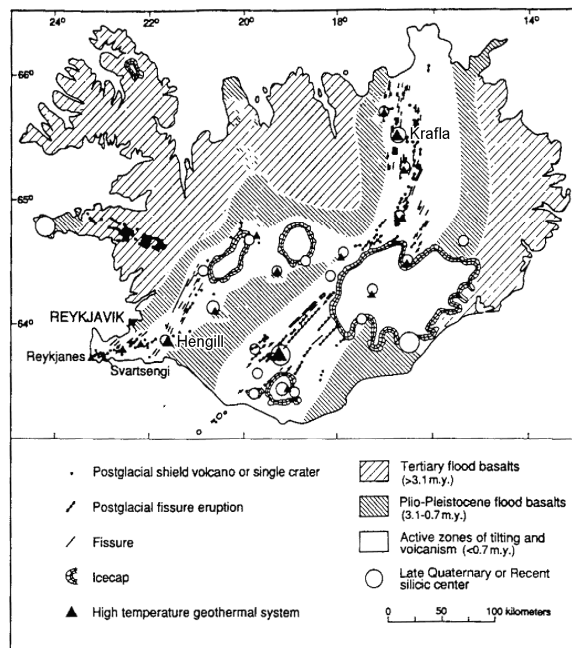 24° 22° 20° 18° 16° 14°
66°
Krafla
65°
REYKJAVIK
64°
Hengill
Reykjanes
Svartsengi
63°
Postglacial shield volcano or single crater
Postglacial fissure eruption
Fissure
Icecap
High temperature geothermal system
Tertiary flood basalts
(>3.1 m.y.)
Plio-Pleistocene flood basalts
(3.1-0.7 m.y.)
Active zones of tilting and
volcanism (<0.7 m.y.)
Late Quaternary or Recent
silicic center
0 50 100 kilometers